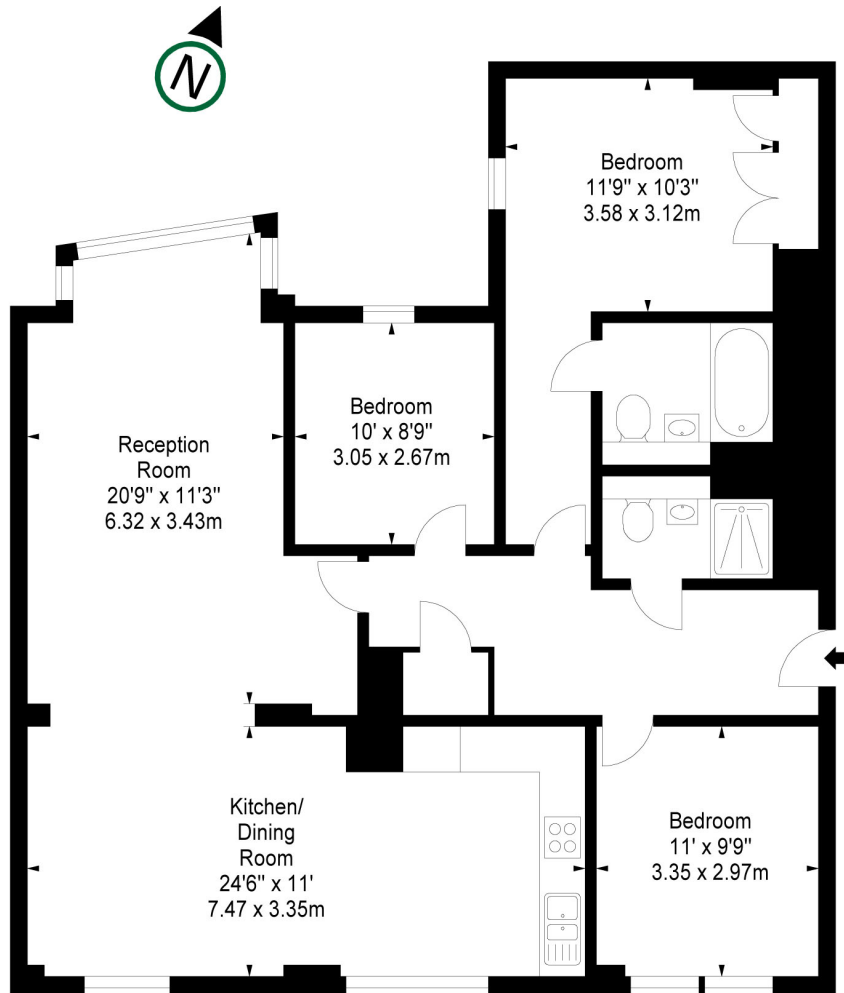 N
Bedroom
11'9" x 10'3"
3.58 x 3.12m
Bedroom
10' x 8'9"
3.05 x 2.67m
Reception
Room
20'9" x 11'3"
6.32 x 3.43m
Kitchen/
Dining
Room
24'6" x 11'
7.47 x 3.35m
Bedroom
11' x 9'9"
3.35 x 2.97m